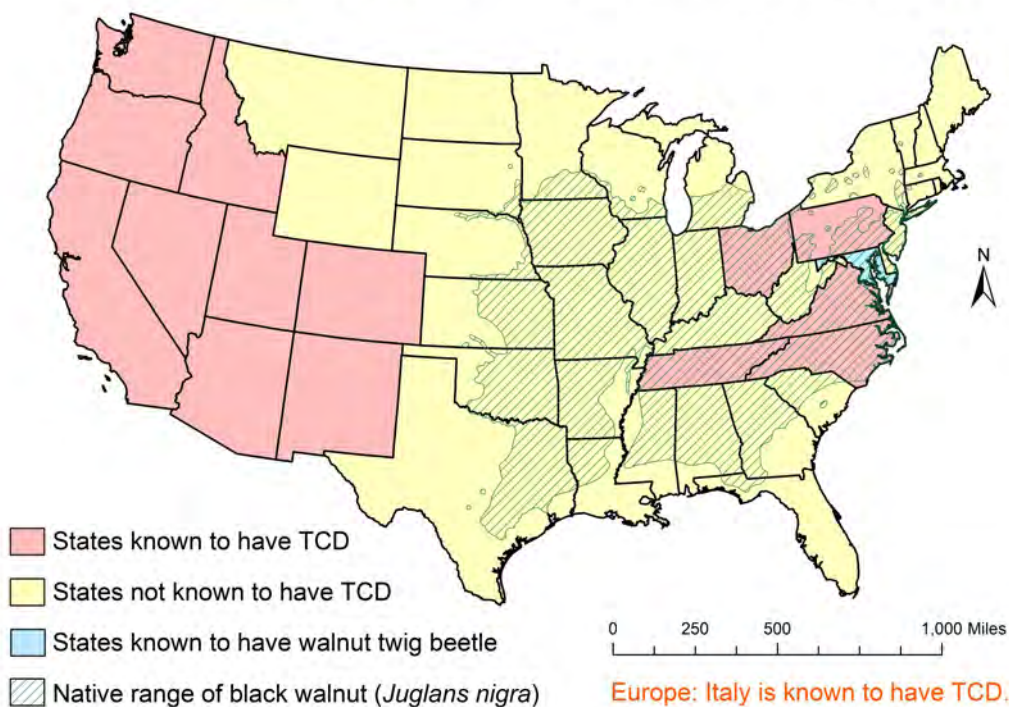 N
States known to have TCD
States not known to have TCD
States known to have walnut twig beetle
Native range of black walnut (Juglans nigra)
0 250 500 1,000 Miles
Europe: Italy is known to have TCD.